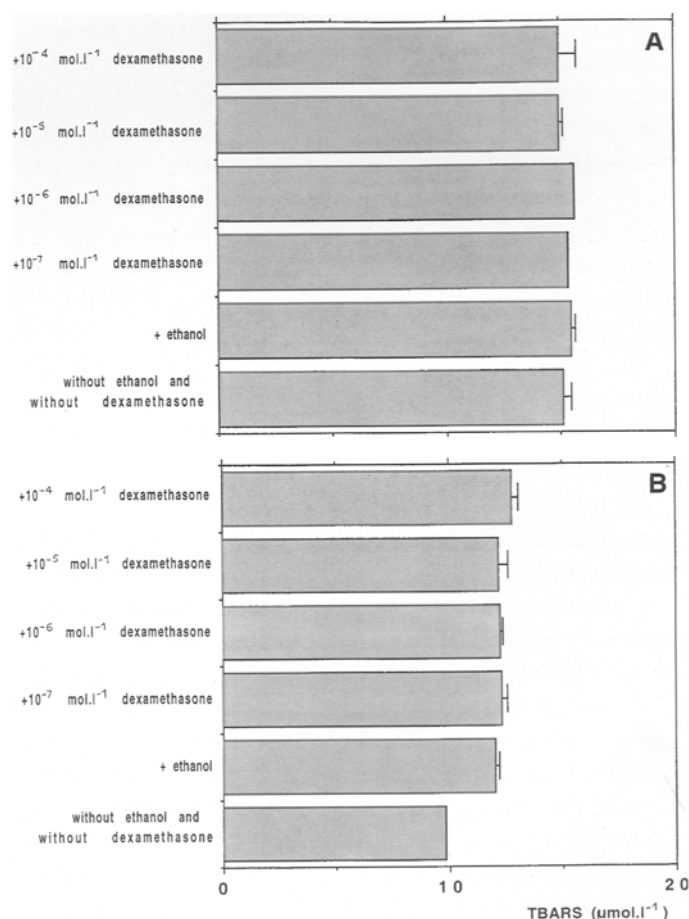 A
+10⁻⁴ mol.l⁻¹ dexamethasone
+10⁻⁵ mol.l⁻¹ dexamethasone
+10⁻⁶ mol.l⁻¹ dexamethasone
+10⁻⁷ mol.l⁻¹ dexamethasone
+ ethanol
without ethanol and
without dexamethasone
B
+10⁻⁴ mol.l⁻¹ dexamethasone
+10⁻⁵ mol.l⁻¹ dexamethasone
+10⁻⁶ mol.l⁻¹ dexamethasone
+10⁻⁷ mol.l⁻¹ dexamethasone
+ ethanol
without ethanol and
without dexamethasone
0 10 20
TBARS (µmol.l⁻¹)